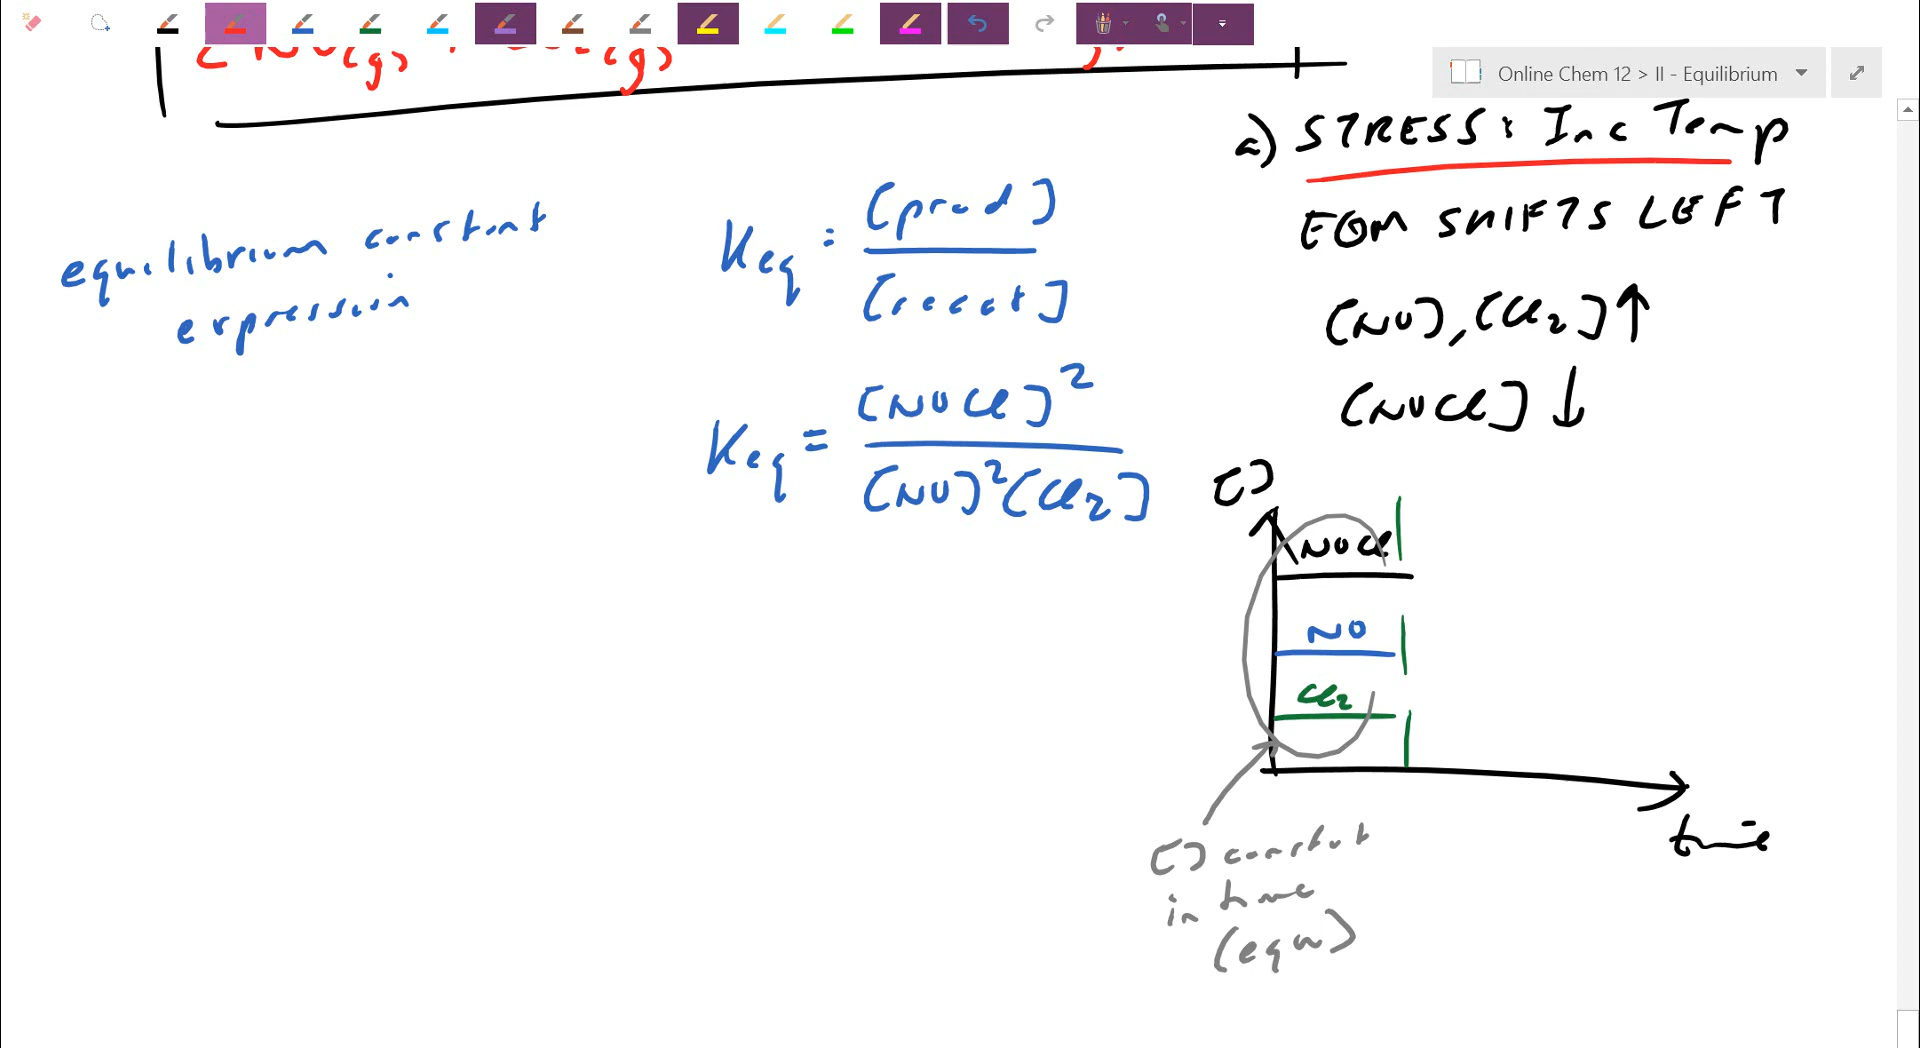 Online Chem 12 > II - Equilibrium
a) STRESS: Inc Temp
EQM SHIFTS LEFT
[NO], [Cl2] ↑
[NOCl] ↓
equilibrium constant
expression
Keq = [prod]
[react]
Keq = [NOCl]²
[NO]²[Cl2]
[ ]
NOCl
NO
Cl2
time
[ ] constant
in time
(eqm)